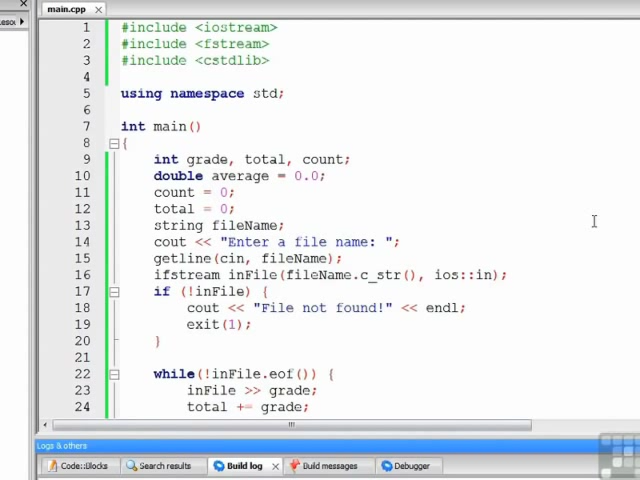 main.cpp
1 #include <iostream>
2 #include <fstream>
3 #include <cstdlib>
4
5 using namespace std;
6
7 int main()
8 {
9 int grade, total, count;
10 double average = 0.0;
11 count = 0;
12 total = 0;
13 string fileName;
14 cout << "Enter a file name: ";
15 getline(cin, fileName);
16 ifstream inFile(fileName.c_str(), ios::in);
17 if (!inFile) {
18 cout << "File not found!" << endl;
19 exit(1);
20 }
21
22 while(!inFile.eof()) {
23 inFile >> grade;
24 total += grade;
Logs & others
Code::Blocks Search results Build log Build messages Debugger